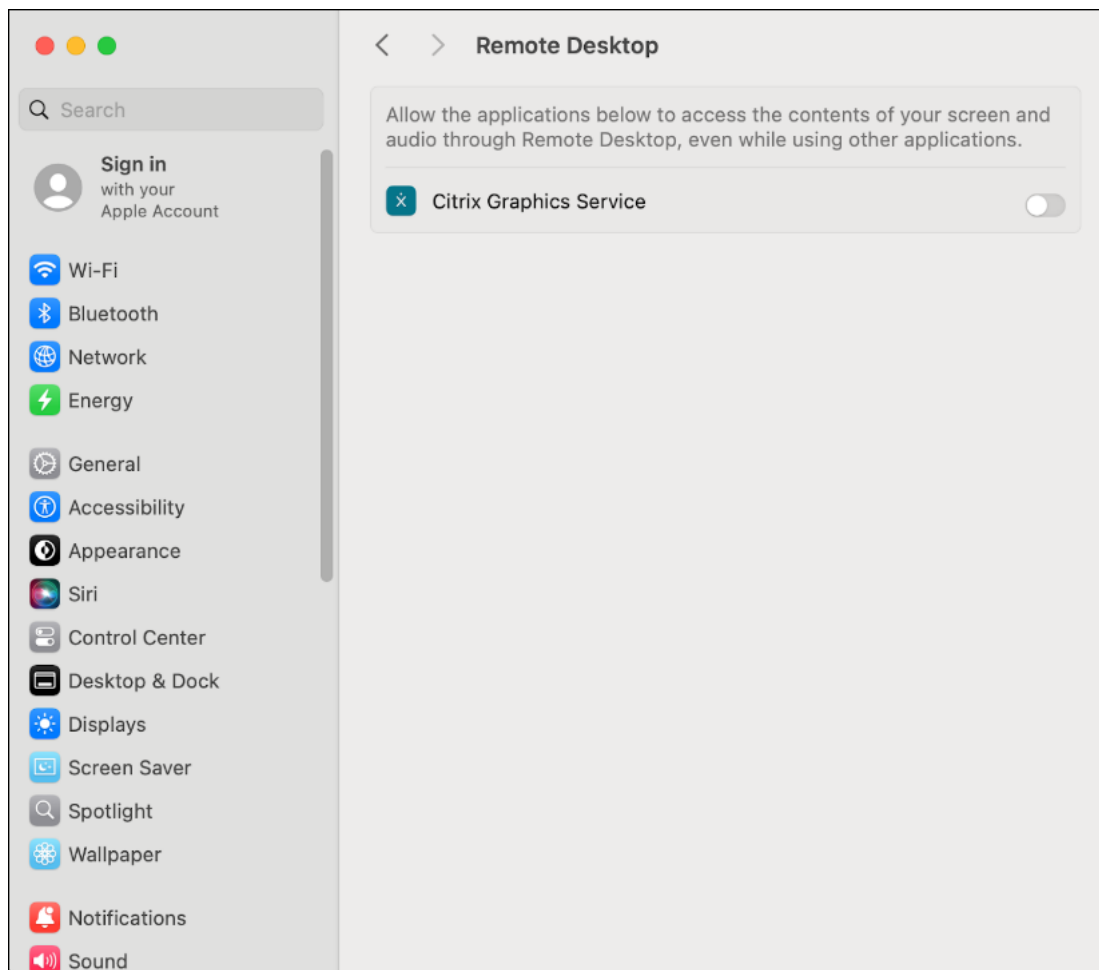 Remote Desktop
Search
Allow the applications below to access the contents of your screen and
audio through Remote Desktop, even while using other applications.
Sign in
with your
Apple Account
Citrix Graphics Service
Wi-Fi
Bluetooth
Network
Energy
General
Accessibility
Appearance
Siri
Control Center
Desktop & Dock
Displays
Screen Saver
Spotlight
Wallpaper
Notifications
Sound